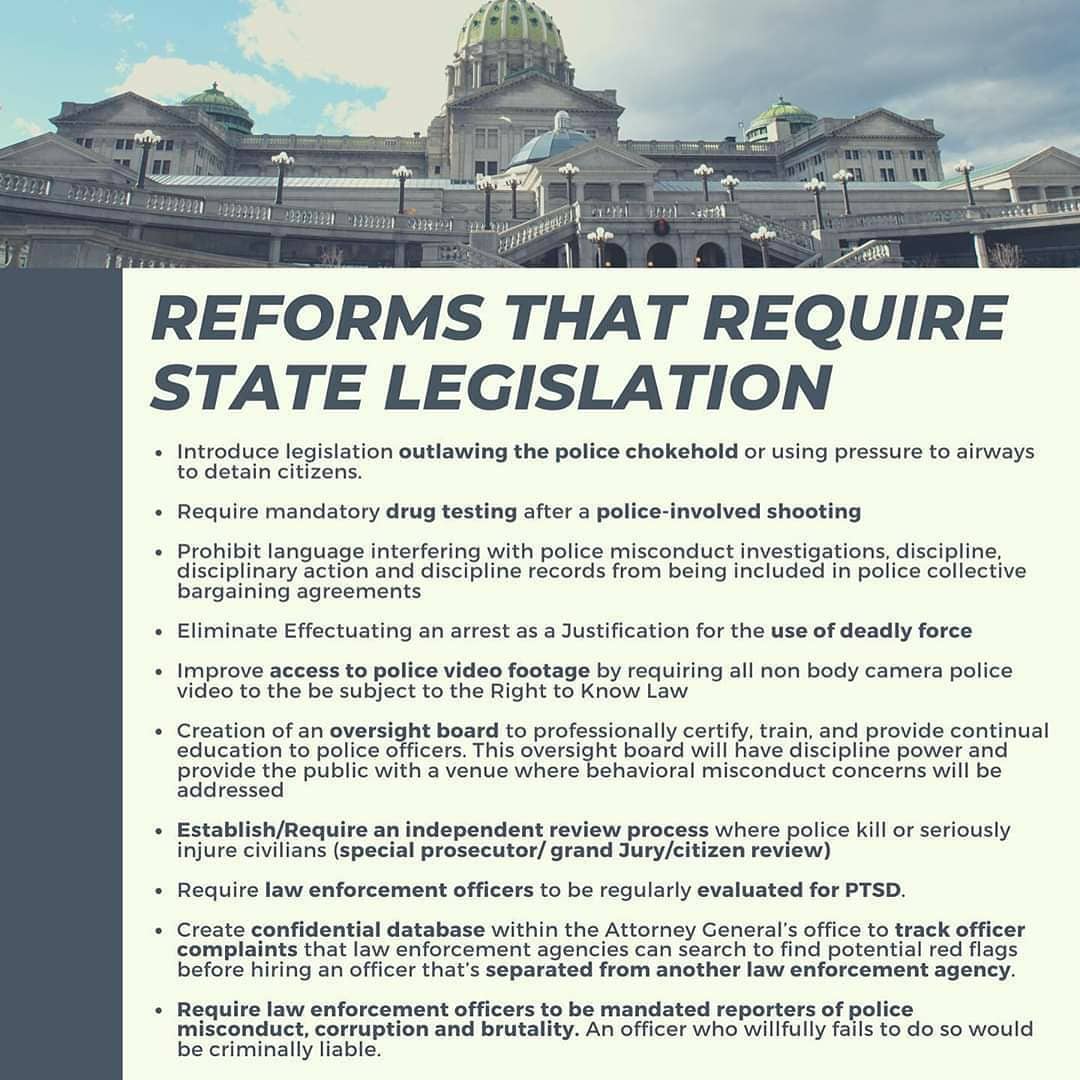 REFORMS THAT REQUIRE
STATE LEGISLATION
• Introduce legislation outlawing the police chokehold or using pressure to airways
to detain citizens.
• Require mandatory drug testing after a police-involved shooting
• Prohibit language interfering with police misconduct investigations, discipline,
disciplinary action and discipline records from being included in police collective
bargaining agreements
• Eliminate Effectuating an arrest as a Justification for the use of deadly force
• Improve access to police video footage by requiring all non body camera police
video to the be subject to the Right to Know Law
• Creation of an oversight board to professionally certify, train, and provide continual
education to police officers. This oversight board will have discipline power and
provide the public with a venue where behavioral misconduct concerns will be
addressed
• Establish/Require an independent review process where police kill or seriously
injure civilians (special prosecutor/ grand Jury/citizen review)
• Require law enforcement officers to be regularly evaluated for PTSD.
• Create confidential database within the Attorney General's office to track officer
complaints that law enforcement agencies can search to find potential red flags
before hiring an officer that's separated from another law enforcement agency.
• Require law enforcement officers to be mandated reporters of police
misconduct, corruption and brutality. An officer who willfully fails to do so would
be criminally liable.